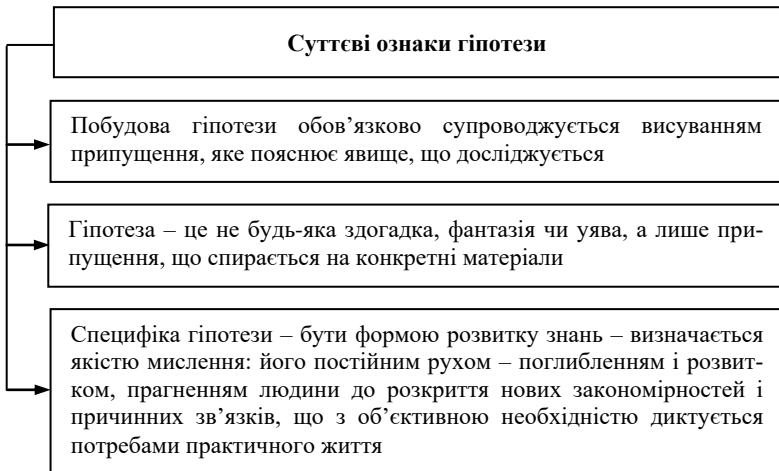 Суттєві ознаки гіпотези
Побудова гіпотези обов’язково супроводжується висуванням
припущення, яке пояснює явище, що досліджується
Гіпотеза – це не будь-яка здогадка, фантазія чи уява, а лише при-
пущення, що спирається на конкретні матеріали
Специфіка гіпотези – бути формою розвитку знань – визначається
якістю мислення: його постійним рухом – поглибленням і розвит-
ком, прагненням людини до розкриття нових закономірностей і
причинних зв’язків, що з об’єктивною необхідністю диктується
потребами практичного життя